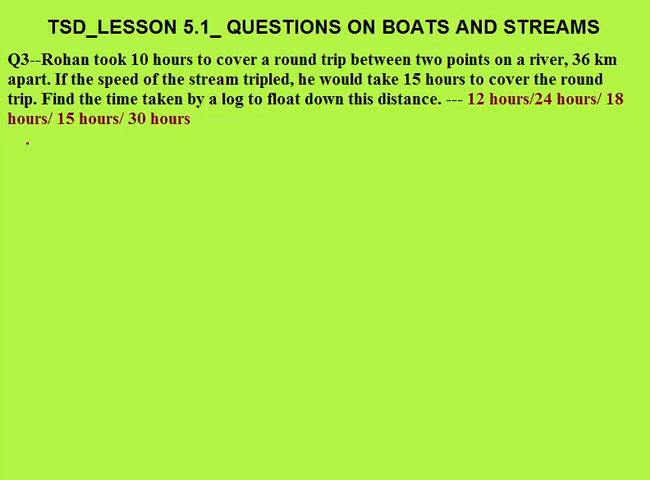 TSD_LESSON 5.1_ QUESTIONS ON BOATS AND STREAMS
Q3--Rohan took 10 hours to cover a round trip between two points on a river, 36 km
apart. If the speed of the stream tripled, he would take 15 hours to cover the round
trip. Find the time taken by a log to float down this distance. --- 12 hours/24 hours/ 18
hours/ 15 hours/ 30 hours